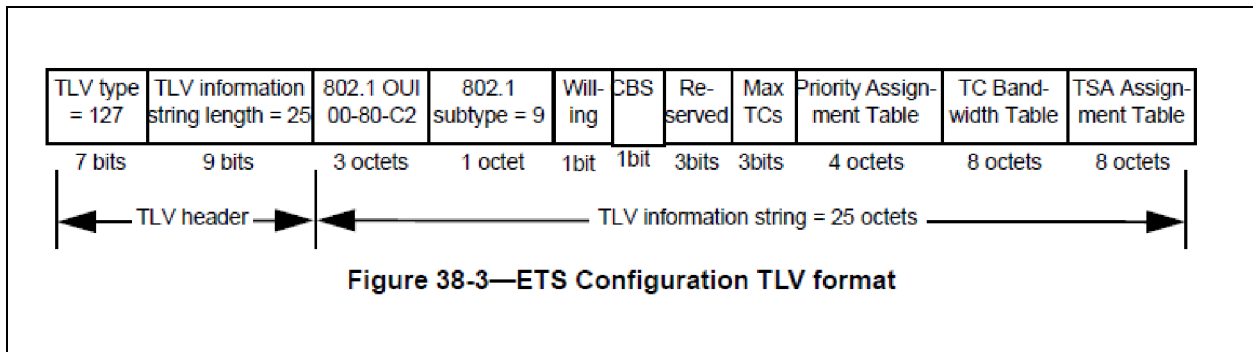 TLV type = 127
TLV information string length = 25
802.1 OUI 00-80-C2
802.1 subtype = 9
Will-ing
CBS
Re-served
Max TCs
Priority Assign-ment Table
TC Band-width Table
TSA Assign-ment Table
7 bits
9 bits
3 octets
1 octet
1bit
1bit
3bits
3bits
4 octets
8 octets
8 octets
TLV header
TLV information string = 25 octets
Figure 38-3—ETS Configuration TLV format